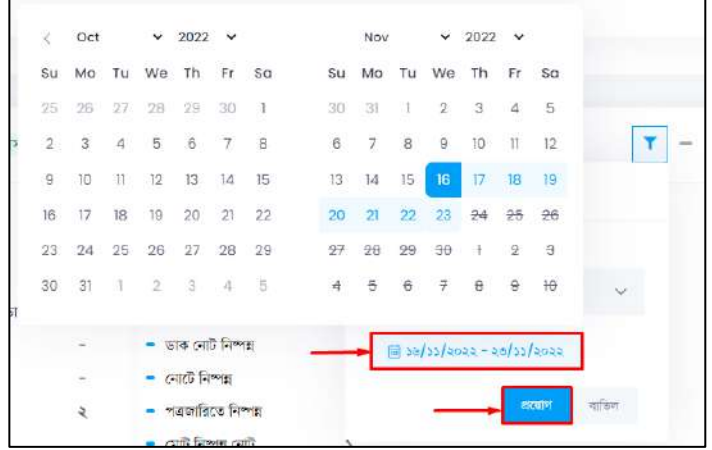 Oct 2022 Nov 2022
Su Mo Tu We Th Fr Sa Su Mo Tu We Th Fr Sa
25 26 27 28 29 30 1 30 31 1 2 3 4 5
2 3 4 5 6 7 8 6 7 8 9 10 11 12
9 10 11 12 13 14 15 13 14 15 16 17 18 19
16 17 18 19 20 21 22 20 21 22 23 24 25 26
23 24 25 26 27 28 29 27 28 29 30 1 2 3
30 31 1 2 3 4 5 4 5 6 7 8 9 10
- ডাক নোট নিষ্পন্ন
১৬/১১/২০২২ - ২৩/১১/২০২২
- নোটে নিষ্পন্ন
২ পত্রজারিতে নিষ্পন্ন
প্রয়োগ বাতিল
মোট নিষ্পন্ন নোট